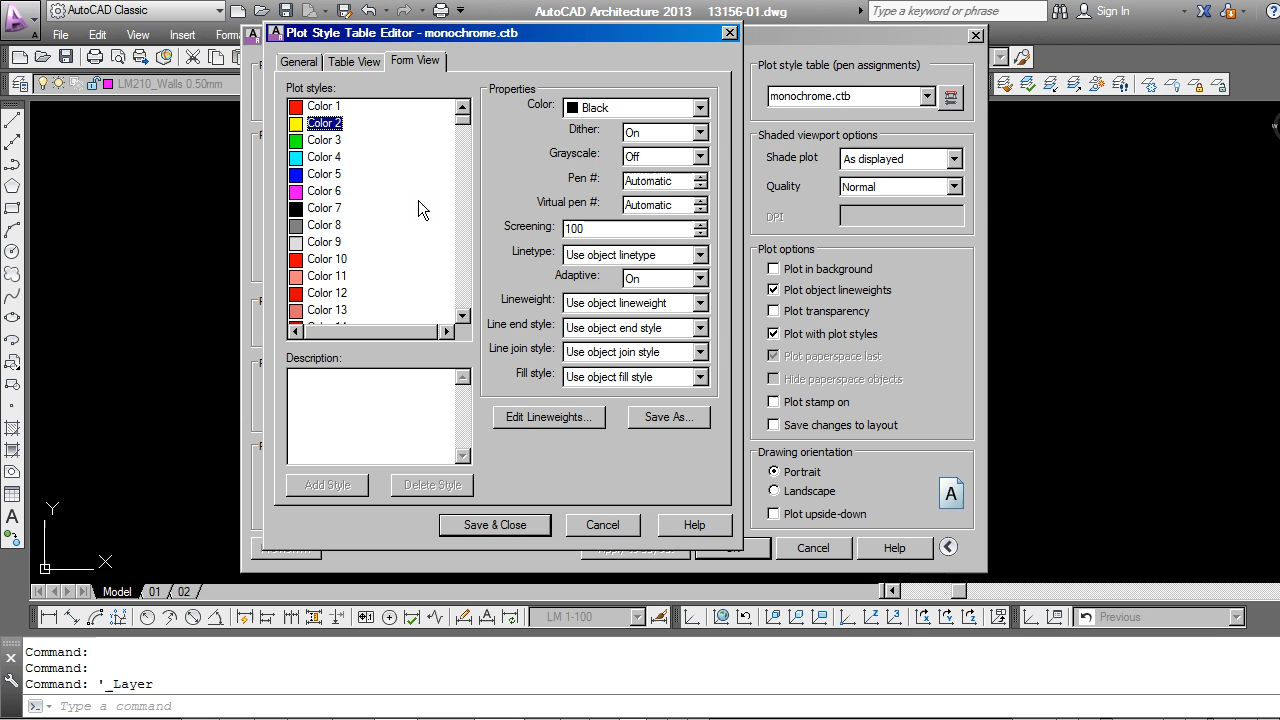 AutoCAD Classic
AutoCAD Architecture 2013 13156-01.dwg
Type a keyword or phrase
Sign In
File Edit View Insert
LM210_Walls 0.50mm
Plot Style Table Editor - monochrome.ctb
General
Table View
Form View
Plot styles:
Color 1
Color 2
Color 3
Color 4
Color 5
Color 6
Color 7
Color 8
Color 9
Color 10
Color 11
Color 12
Color 13
Description:
Add Style
Delete Style
Properties
Color: Black
Dither: On
Grayscale: Off
Pen #: Automatic
Virtual pen #: Automatic
Screening: 100
Linetype: Use object linetype
Adaptive: On
Lineweight: Use object lineweight
Line end style: Use object end style
Line join style: Use object join style
Fill style: Use object fill style
Edit Lineweights...
Save As...
Save & Close
Cancel
Help
Plot style table (pen assignments)
monochrome.ctb
Shaded viewport options
Shade plot As displayed
Quality Normal
DPI
Plot options
Plot in background
Plot object lineweights
Plot transparency
Plot with plot styles
Plot paperspace last
Hide paperspace objects
Plot stamp on
Save changes to layout
Drawing orientation
Portrait
Landscape
Plot upside-down
A
Cancel
Help
Y
X
Model 01 02
LM 1-100
Previous
Command:
Command:
Command: '_Layer
Type a command